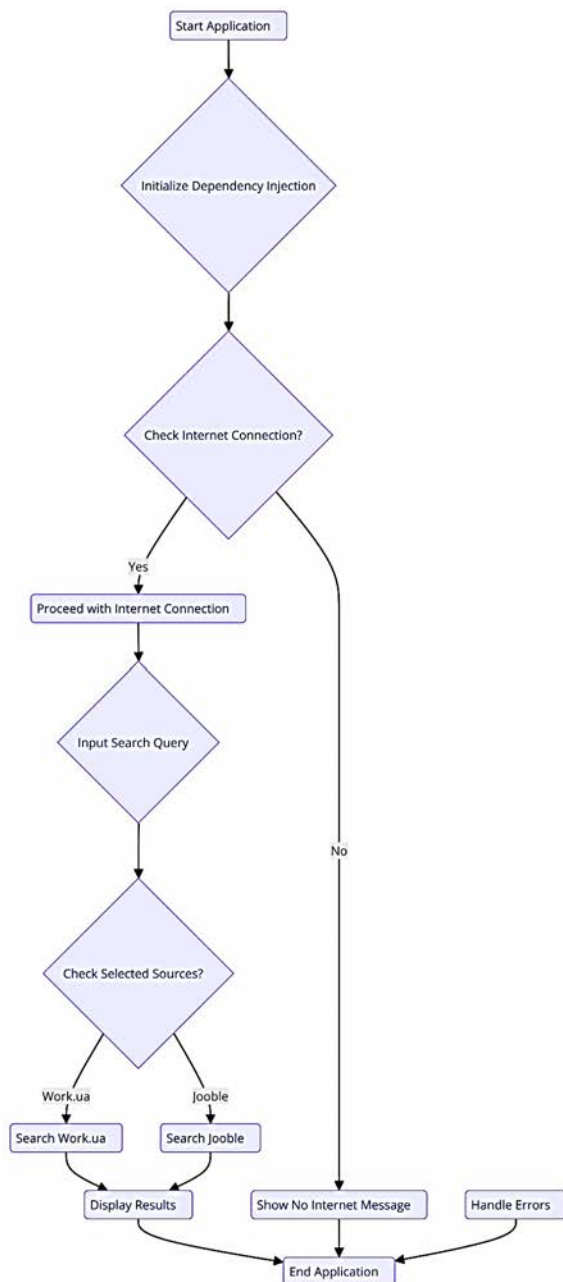 Start Application
Initialize Dependency Injection
Check Internet Connection?
Yes
Proceed with Internet Connection
Input Search Query
No
Check Selected Sources?
Work.ua
Jooble
Search Work.ua
Search Jooble
Display Results
Show No Internet Message
Handle Errors
End Application